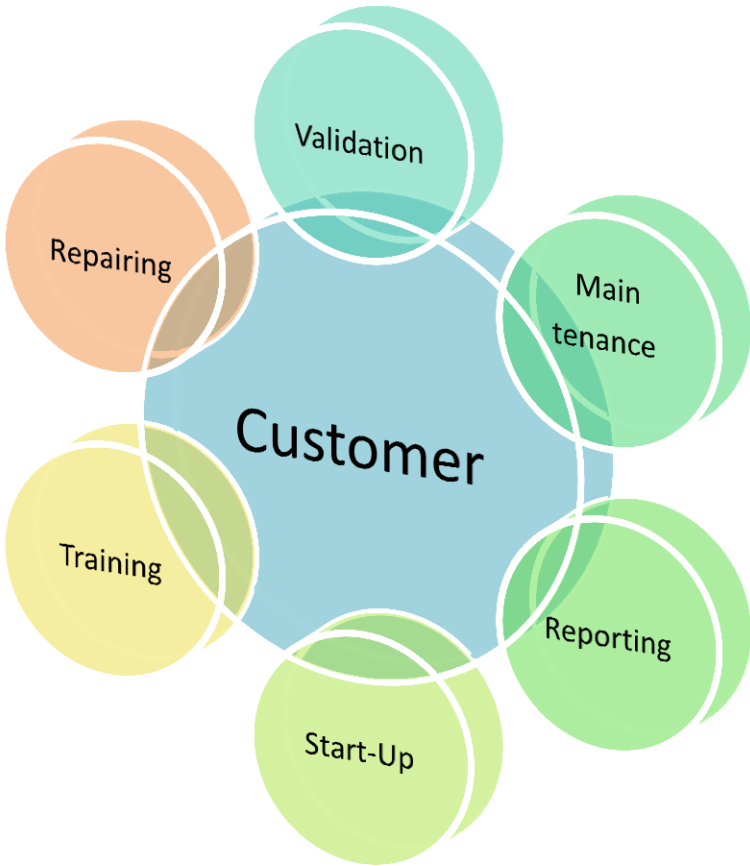 Validation
Repairing
Main
tenance
Customer
Training
Reporting
Start-Up